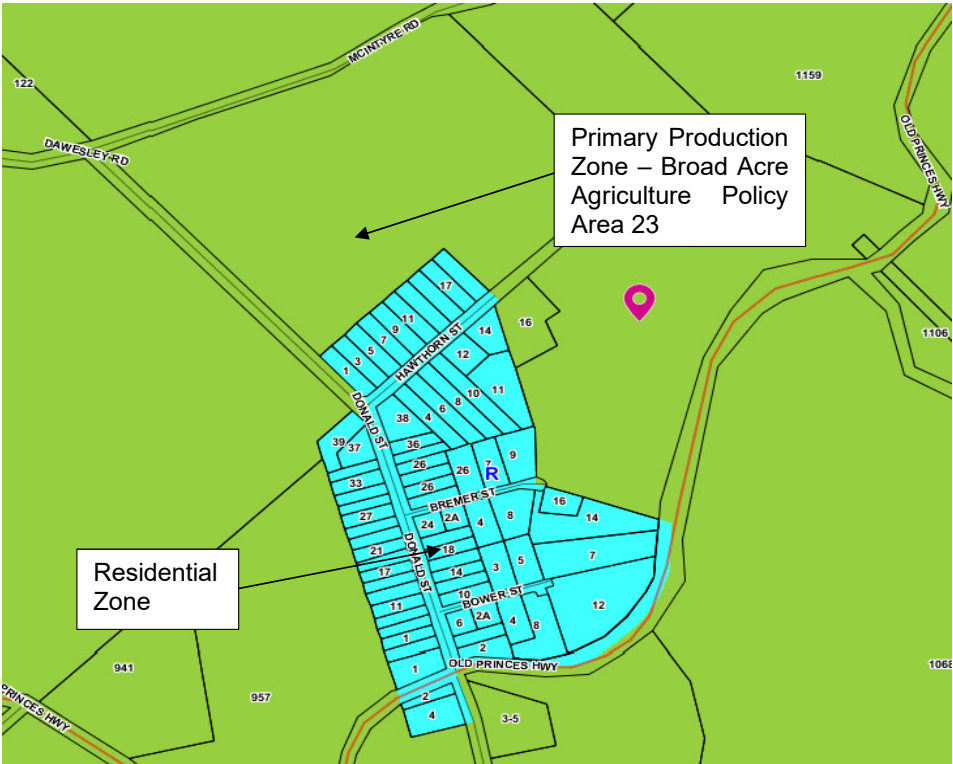 MCINTYRE RD
1159
122
OLD PRINCES HWY
DAWESLEY RD
Primary Production
Zone – Broad Acre
Agriculture Policy
Area 23
17
16
11
9
7
5
3
1
14
HAWTHORN ST
12
1106
10
11
8
6
4
38
DONALD ST
39
37
36
9
7
R
26
26
33
26
BREMER ST
16
14
27
24
2A
4
8
DONALD ST
18
21
7
5
3
17
14
Residential
Zone
10
BOWER ST
12
11
6
2A
4
8
1
2
OLD PRINCES HWY
1
941
957
1068
PRINCES HWY
2
4
3-5